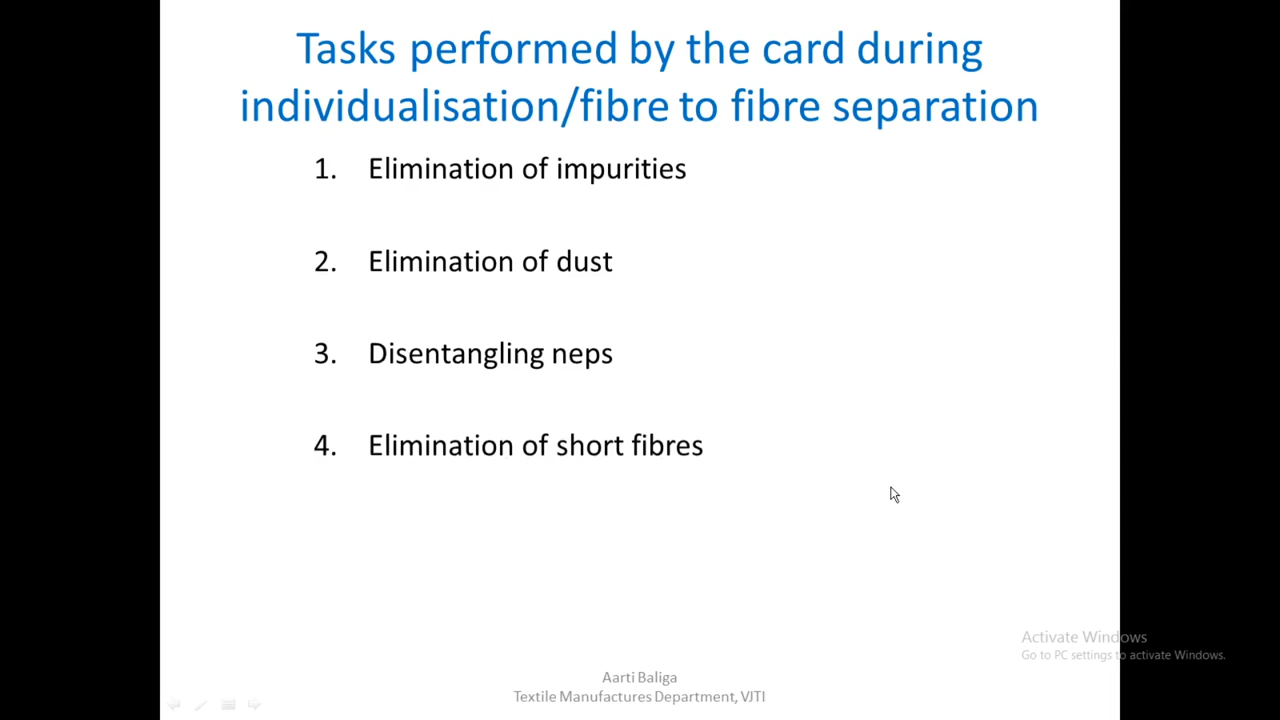 Tasks performed by the card during
individualisation/fibre to fibre separation
1. Elimination of impurities
2. Elimination of dust
3. Disentangling neps
4. Elimination of short fibres
Activate Windows
Go to PC settings to activate Windows.
Aarti Baliga
Textile Manufactures Department, VJTI